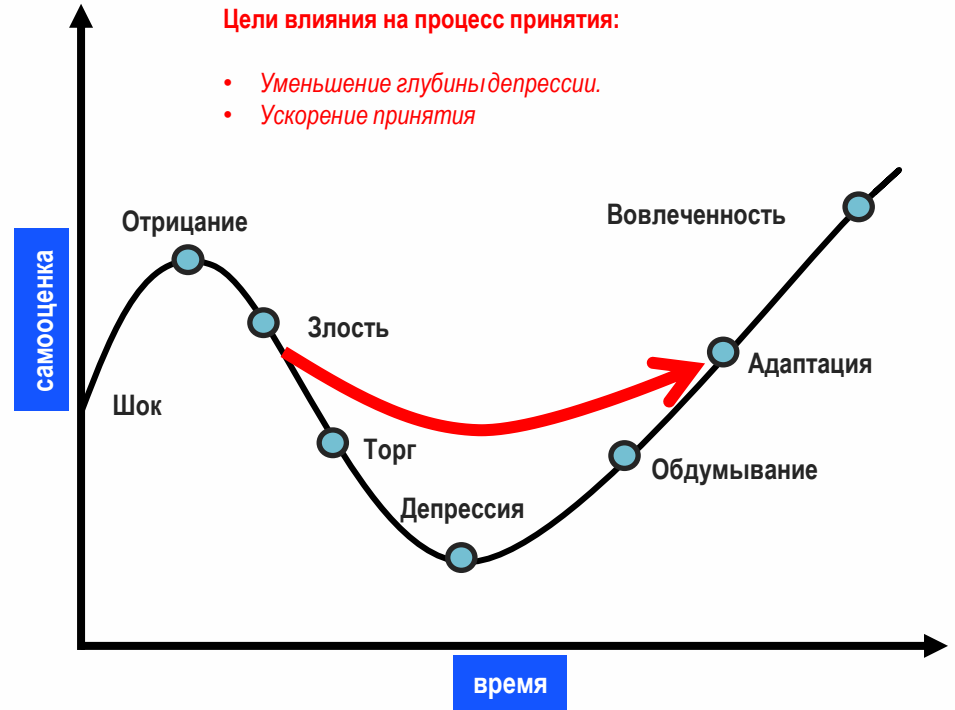 Цели влияния на процесс принятия:
• Уменьшение глубины депрессии.
• Ускорение принятия
Отрицание
Вовлеченность
самооценка
Злость
Адаптация
Шок
Торг
Обдумывание
Депрессия
время